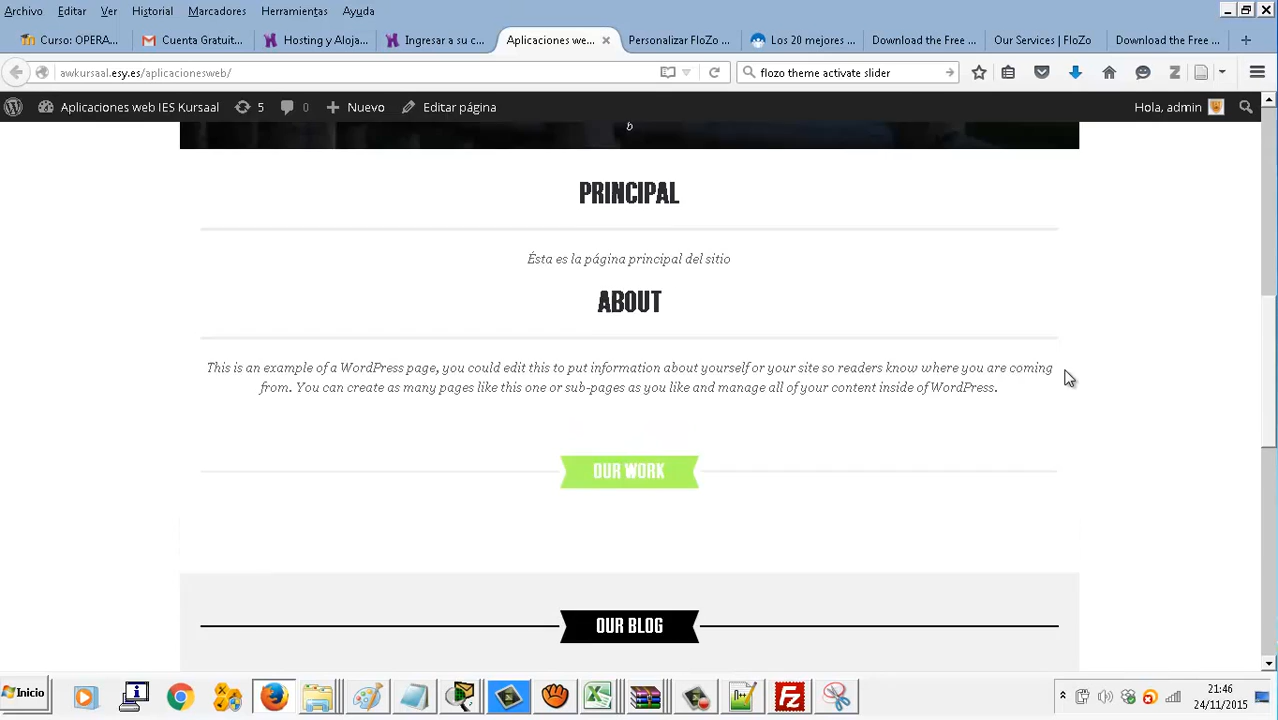 Archivo Editar Ver Historial Marcadores Herramientas Ayuda
Curso: OPERA... Cuenta Gratuit... Hosting y Aloja... Ingresar a su c... Aplicaciones we... Personalizar FloZo ... Los 20 mejores ... Download the Free ... Our Services | FloZo Download the Free ...
awkursaal.esy.es/aplicacionesweb/ flozo theme activate slider
Aplicaciones web IES Kursaal 5 0 Nuevo Editar página Hola, admin
b
PRINCIPAL
Ésta es la página principal del sitio
ABOUT
This is an example of a WordPress page, you could edit this to put information about yourself or your site so readers know where you are coming
from. You can create as many pages like this one or sub-pages as you like and manage all of your content inside of WordPress.
OUR WORK
OUR BLOG
Inicio 21:46
24/11/2015